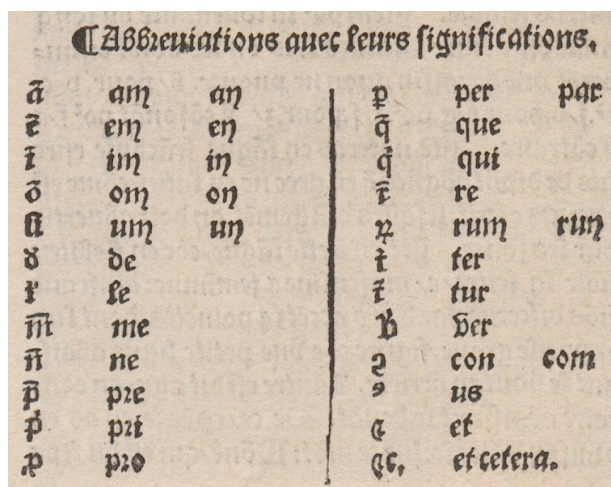 ¶ Abbreuiations auec leurs ſignifications.
ã am an
ẽ em en
ĩ im in
õ om on
ũ um un
de
le
m̅ me
n̅ ne
p̅ pre
pri
ꝓ pro
ꝑ per par
q̅ que
qui
r̅ re
ꝝ rum run
ter
tur
ver
con com
ꝰ us
et
⁊c. et cetera.